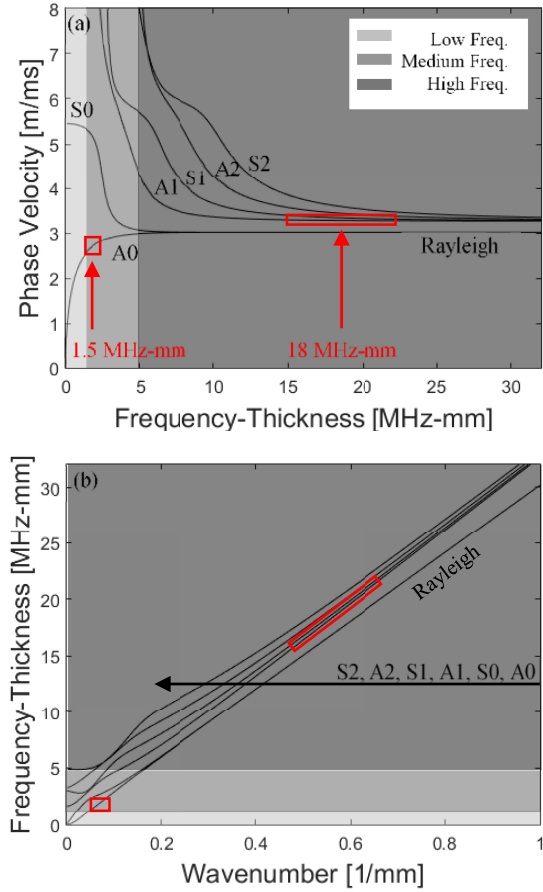 (a)
Low Freq.
Medium Freq.
High Freq.
8
7
6
5
4
3
2
1
0
Phase Velocity [m/ms]
S0
A0
A1
S1
A2
S2
Rayleigh
1.5 MHz-mm
18 MHz-mm
0 5 10 15 20 25 30
Frequency-Thickness [MHz-mm]
(b)
30
25
20
15
10
5
0
Frequency-Thickness [MHz-mm]
Rayleigh
S2, A2, S1, A1, S0, A0
0 0.2 0.4 0.6 0.8 1
Wavenumber [1/mm]